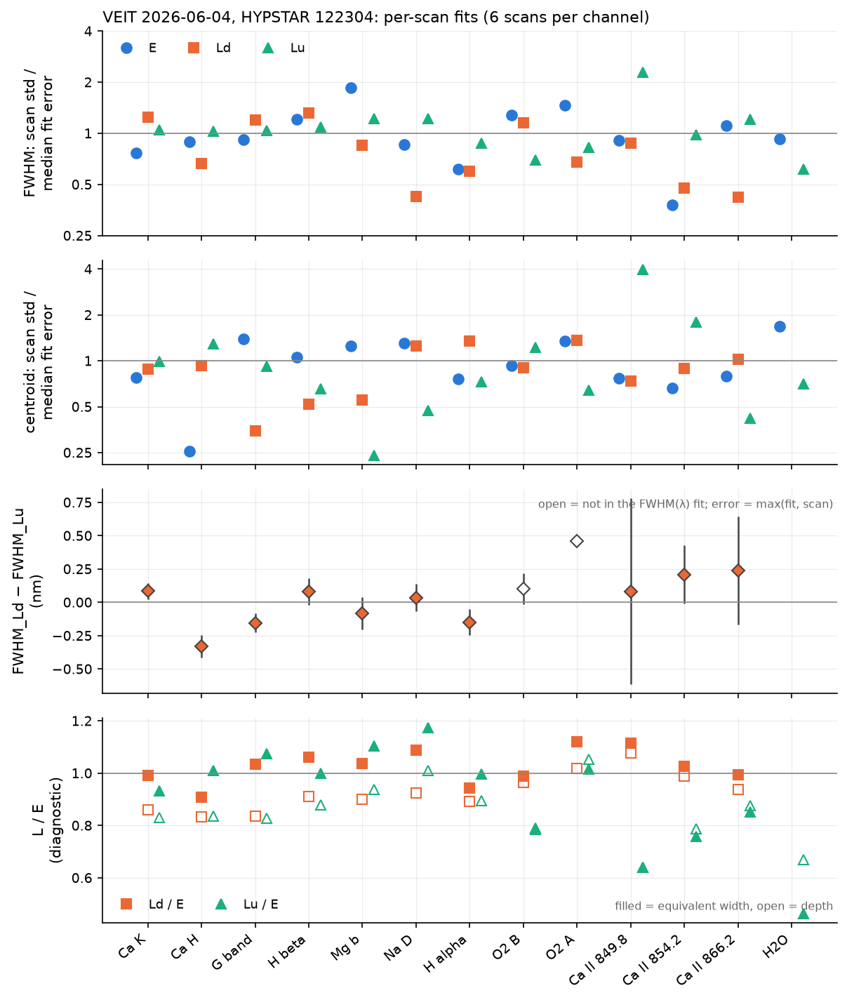 VEIT 2026-06-04, HYPSTAR 122304: per-scan fits (6 scans per channel)
FWHM: scan std /
median fit error
4
2
1
0.5
0.25
E
Ld
Lu
centroid: scan std /
median fit error
4
2
1
0.5
0.25
FWHM_Ld − FWHM_Lu
(nm)
0.75
0.50
0.25
0.00
−0.25
−0.50
open = not in the FWHM(λ) fit; error = max(fit, scan)
L / E
(diagnostic)
1.2
1.0
0.8
0.6
Ld / E
Lu / E
filled = equivalent width, open = depth
Ca K
Ca H
G band
H beta
Mg b
Na D
H alpha
O2 B
O2 A
Ca II 849.8
Ca II 854.2
Ca II 866.2
H2O